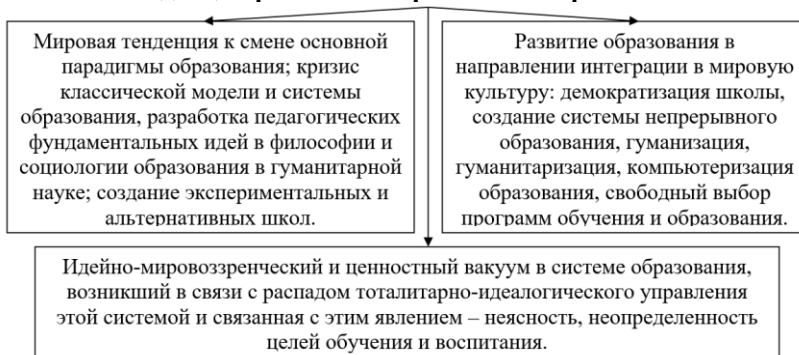 Мировая тенденция к смене основной
парадигмы образования; кризис
классической модели и системы
образования, разработка педагогических
фундаментальных идей в философии и
социологии образования в гуманитарной
науке; создание экспериментальных и
альтернативных школ.
Развитие образования в
направлении интеграции в мировую
культуру: демократизация школы,
создание системы непрерывного
образования, гуманизация,
гуманитаризация, компьютеризация
образования, свободный выбор
программ обучения и образования.
Идейно-мировоззренческий и ценностный вакуум в системе образования,
возникший в связи с распадом тоталитарно-идеалогического управления
этой системой и связанная с этим явлением – неясность, неопределенность
целей обучения и воспитания.